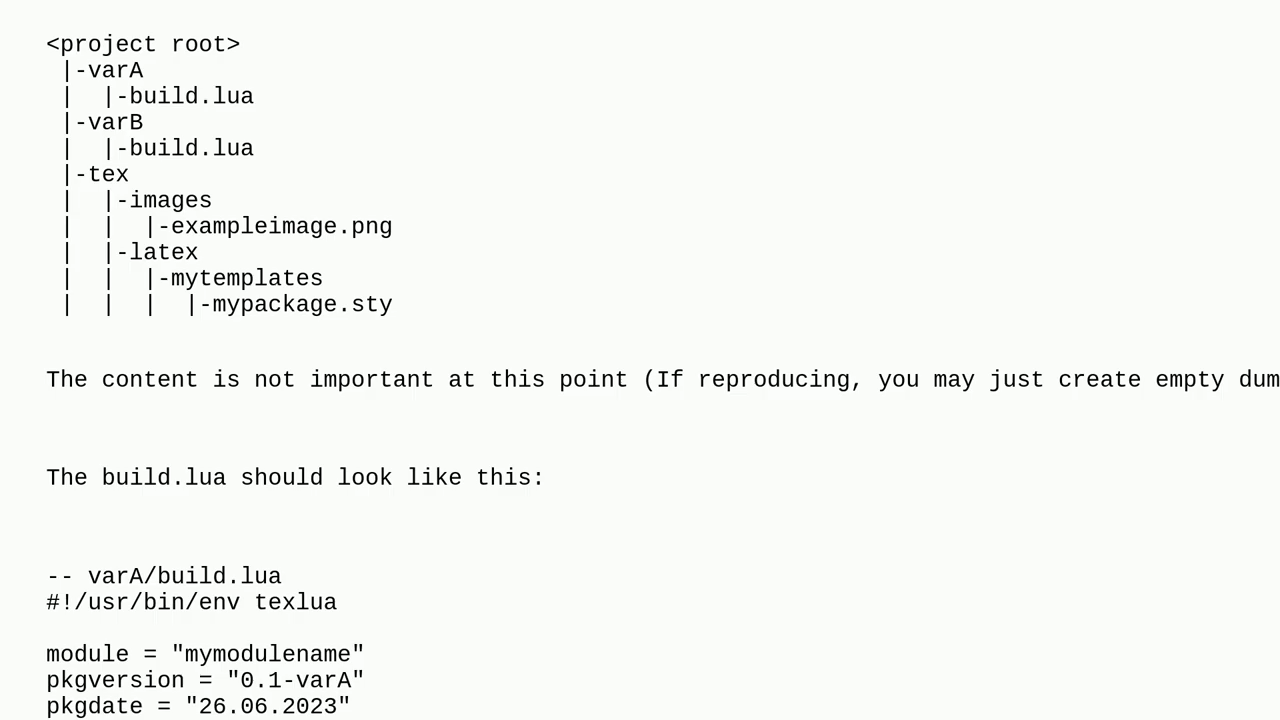 <project root>
 |-varA
 |  |-build.lua
 |-varB
 |  |-build.lua
 |-tex
 |  |-images
 |  |  |-exampleimage.png
 |  |-latex
 |  |  |-mytemplates
 |  |  |  |-mypackage.sty
The content is not important at this point (If reproducing, you may just create empty dum
The build.lua should look like this:
-- varA/build.lua
#!/usr/bin/env texlua
module = "mymodulename"
pkgversion = "0.1-varA"
pkgdate = "26.06.2023"